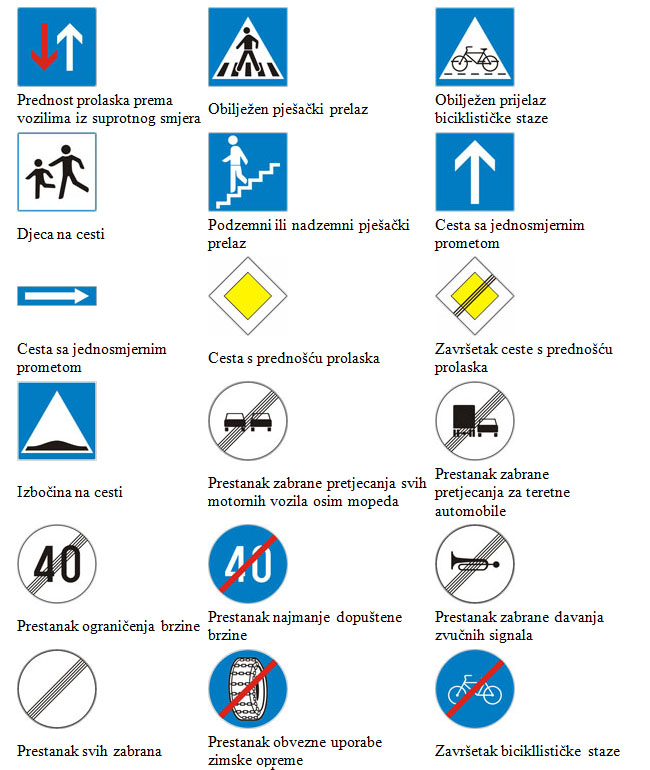 Prednost prolaska prema
vozilima iz suprotnog smjera
Obilježen pješački prelaz
Obilježen prijelaz
biciklističke staze
Djeca na cesti
Podzemni ili nadzemni pješački
prelaz
Cesta sa jednosmjernim
prometom
Cesta sa jednosmjernim
prometom
Cesta s prednošću prolaska
Završetak ceste s prednošću
prolaska
Izbočina na cesti
Prestanak zabrane pretjecanja svih
motornih vozila osim mopeda
Prestanak zabrane
pretjecanja za teretne
automobile
40
Prestanak ograničenja brzine
40
Prestanak najmanje dopuštene
brzine
Prestanak zabrane davanja
zvučnih signala
Prestanak svih zabrana
Prestanak obvezne uporabe
zimske opreme
Završetak bicikllističke staze